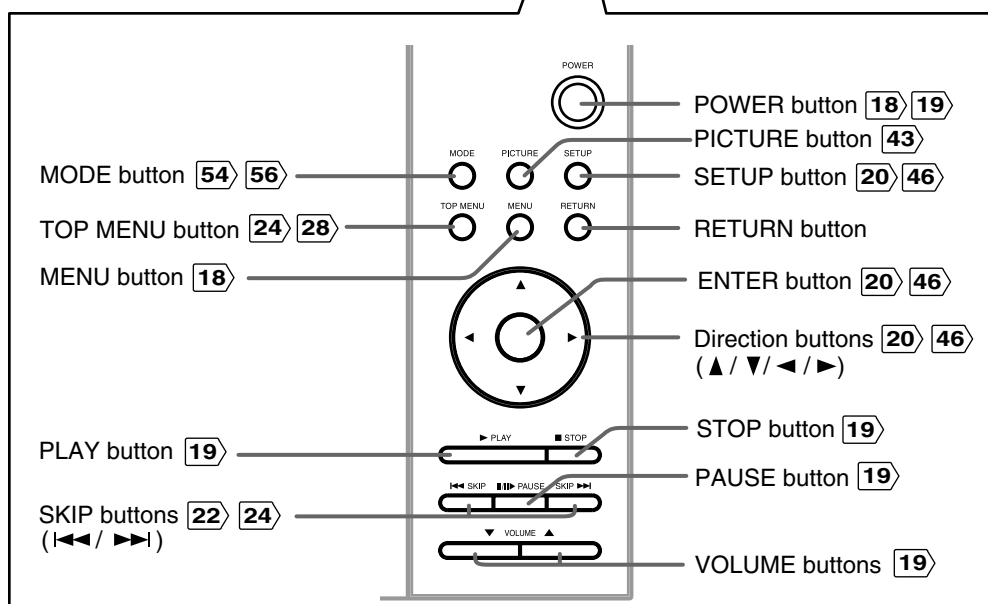 POWER
POWER button 18 19
PICTURE button 43
MODE PICTURE SETUP
MODE button 54 56
SETUP button 20 46
TOP MENU MENU RETURN
TOP MENU button 24 28
RETURN button
MENU button 18
ENTER button 20 46
▲
◄ ►
▼
Direction buttons 20 46
(▲/▼/◄/►)
► PLAY ■ STOP
PLAY button 19
STOP button 19
PAUSE button 19
|◄◄ SKIP ▮/▮▮► PAUSE SKIP ►►|
SKIP buttons 22 24
(|◄◄/ ►►|)
▼ VOLUME ▲
VOLUME buttons 19